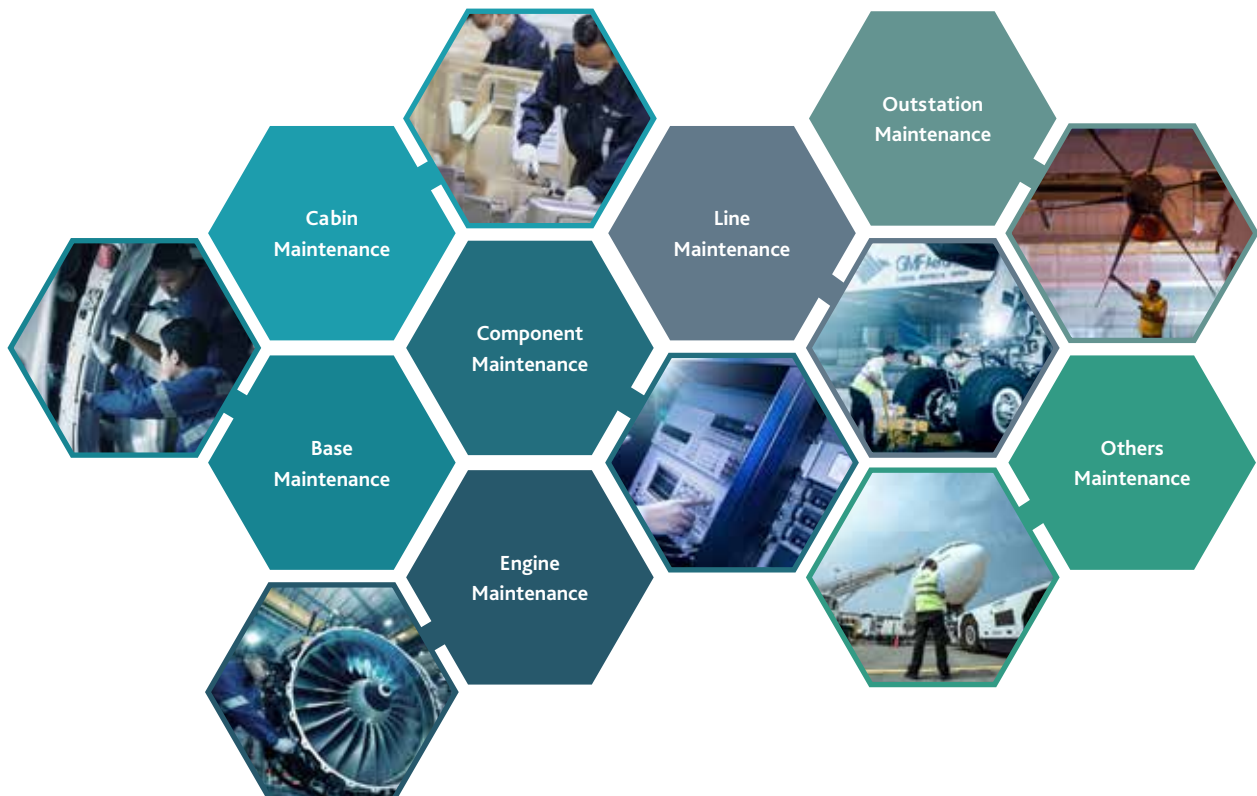 Outstation
Maintenance
Cabin
Maintenance
Line
Maintenance
Component
Maintenance
Base
Maintenance
Others
Maintenance
Engine
Maintenance